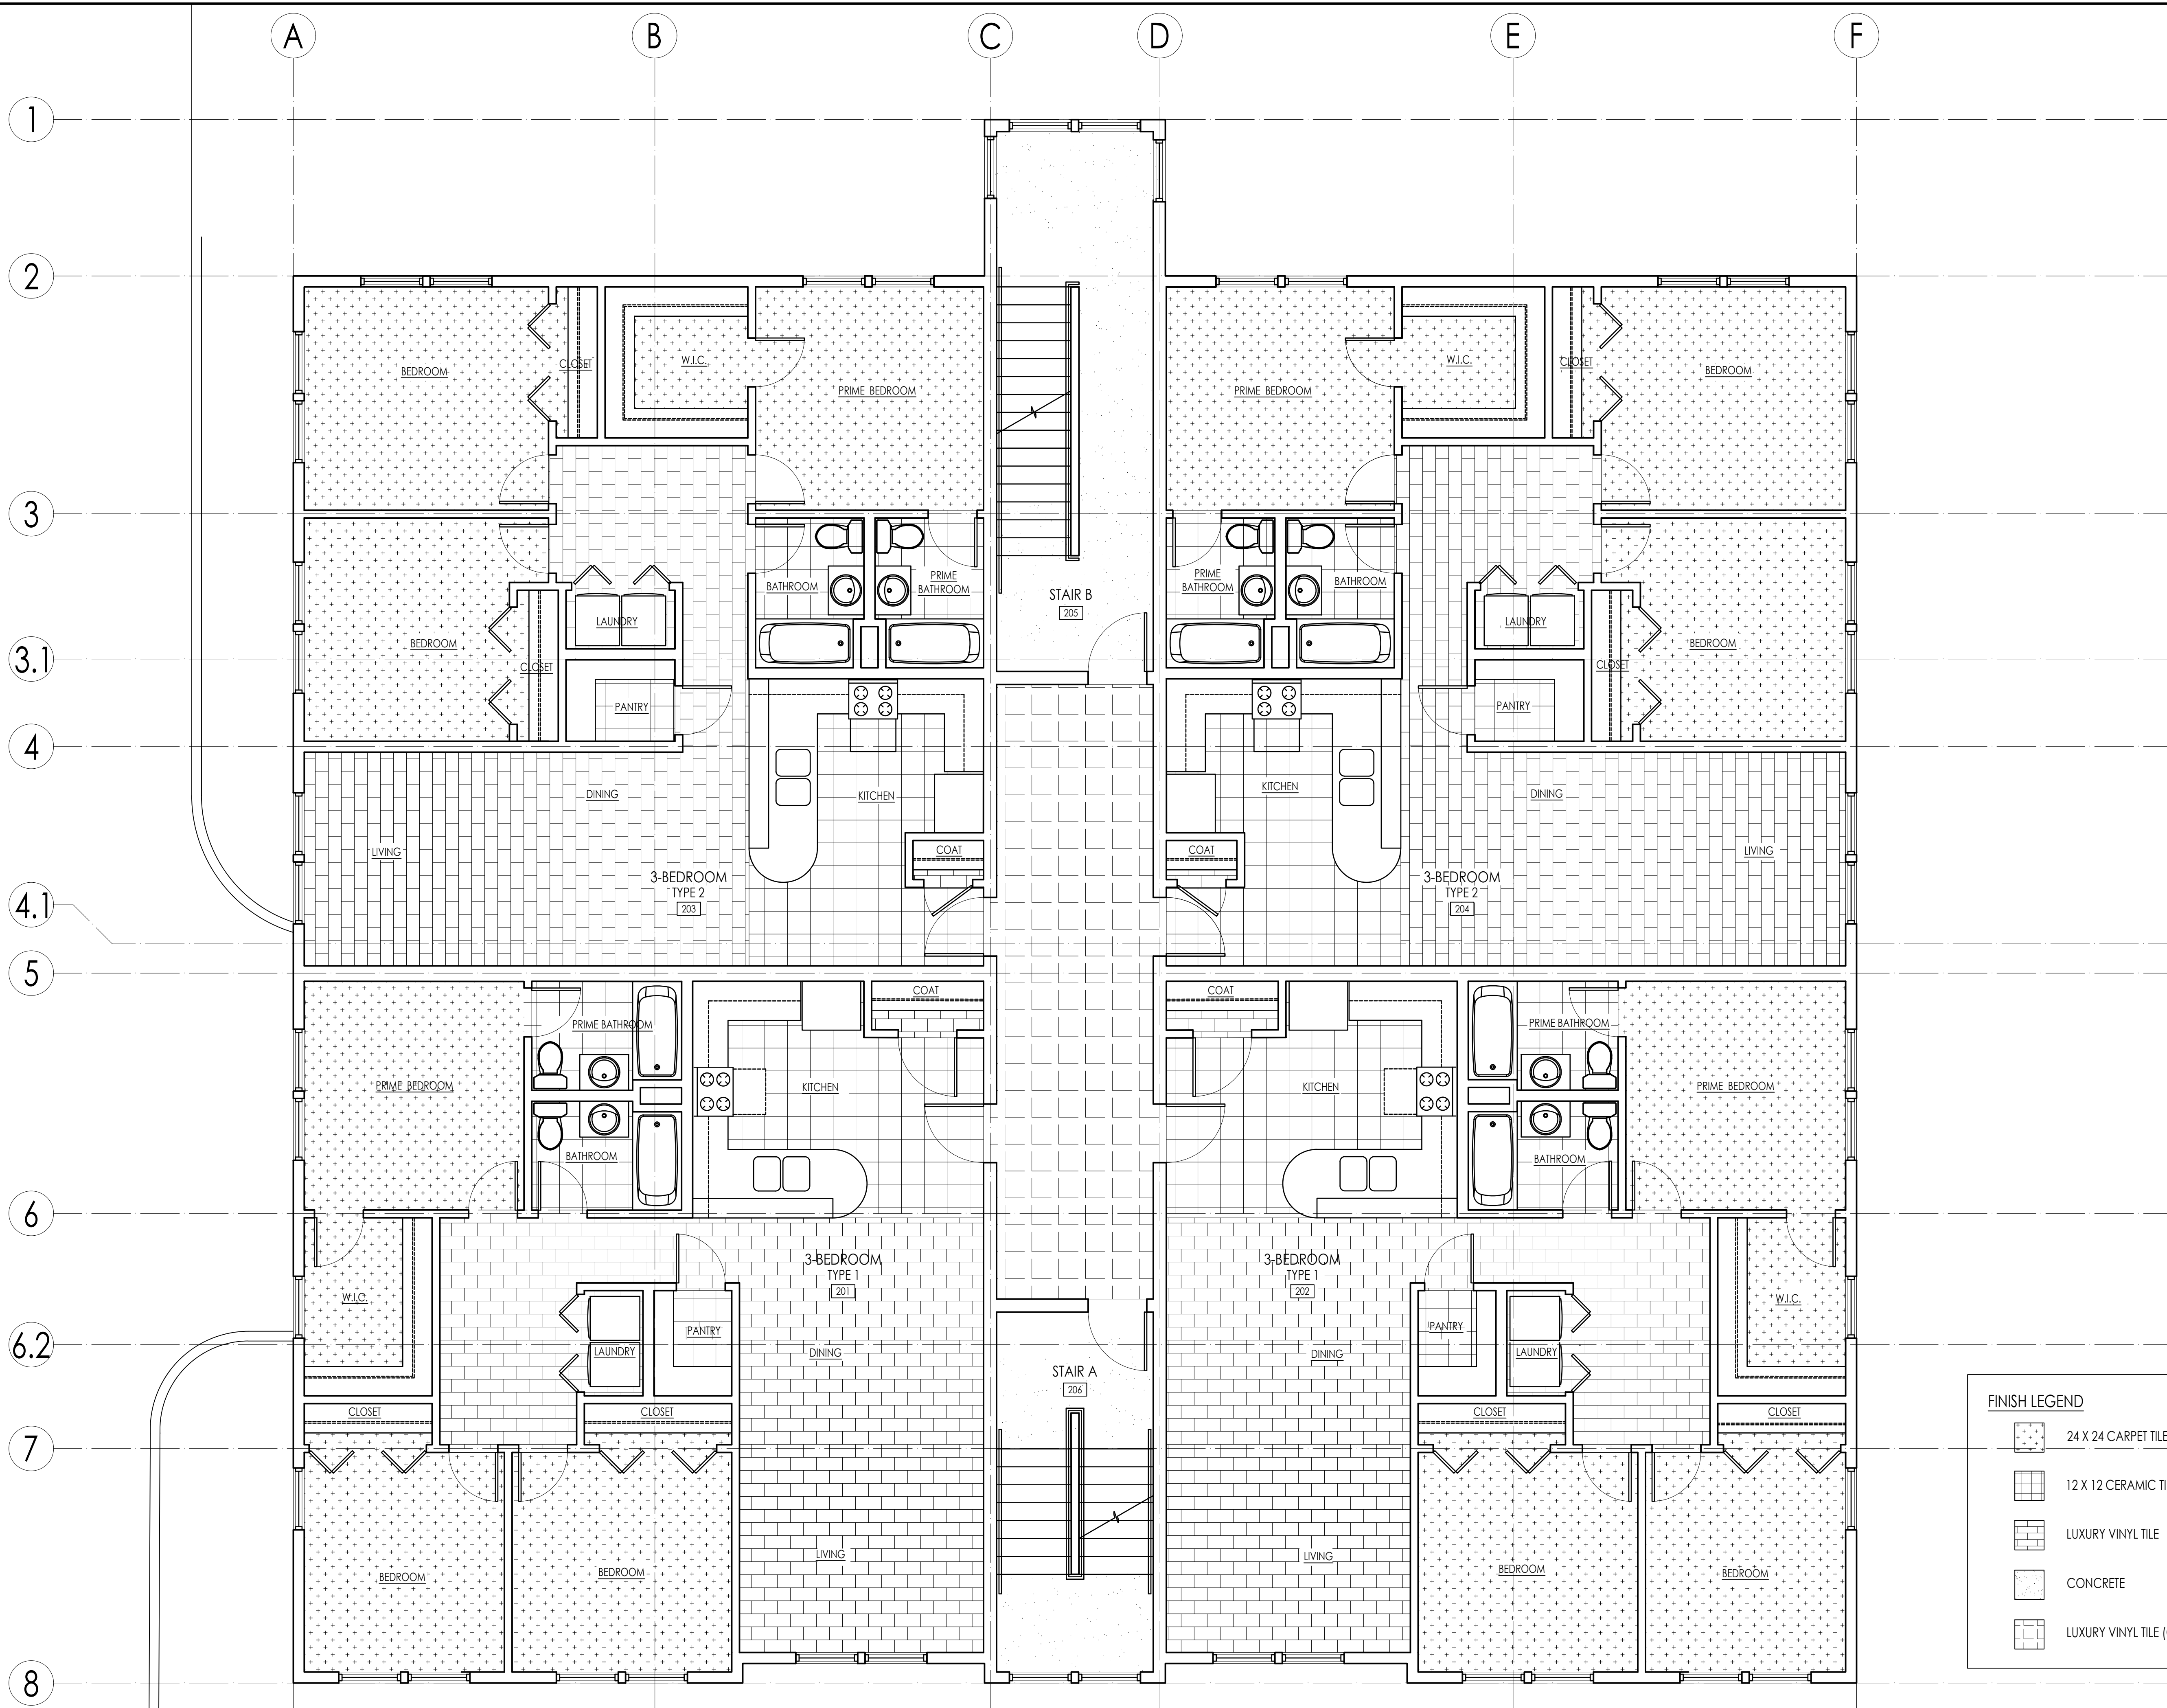 A B C D E F
1
2
BEDROOM
CLOSET
W.I.C.
PRIME BEDROOM
PRIME BEDROOM
W.I.C.
CLOSET
BEDROOM
3
BATHROOM
PRIME
BATHROOM
STAIR B
205
PRIME
BATHROOM
BATHROOM
LAUNDRY
LAUNDRY
BEDROOM
CLOSET
CLOSET
BEDROOM
3.1
PANTRY
PANTRY
4
DINING
KITCHEN
KITCHEN
DINING
LIVING
COAT
COAT
LIVING
3-BEDROOM
TYPE 2
203
3-BEDROOM
TYPE 2
204
4.1
5
COAT
COAT
PRIME BATHROOM
PRIME BATHROOM
PRIME BEDROOM
KITCHEN
KITCHEN
PRIME BEDROOM
BATHROOM
BATHROOM
6
3-BEDROOM
TYPE 1
201
3-BEDROOM
TYPE 1
202
W.I.C.
W.I.C.
PANTRY
PANTRY
6.2
LAUNDRY
DINING
DINING
LAUNDRY
STAIR A
206
CLOSET
CLOSET
CLOSET
CLOSET
7
LIVING
LIVING
BEDROOM
BEDROOM
BEDROOM
BEDROOM
8
FINISH LEGEND
24 X 24 CARPET TILE
12 X 12 CERAMIC TI
LUXURY VINYL TILE
CONCRETE
LUXURY VINYL TILE (